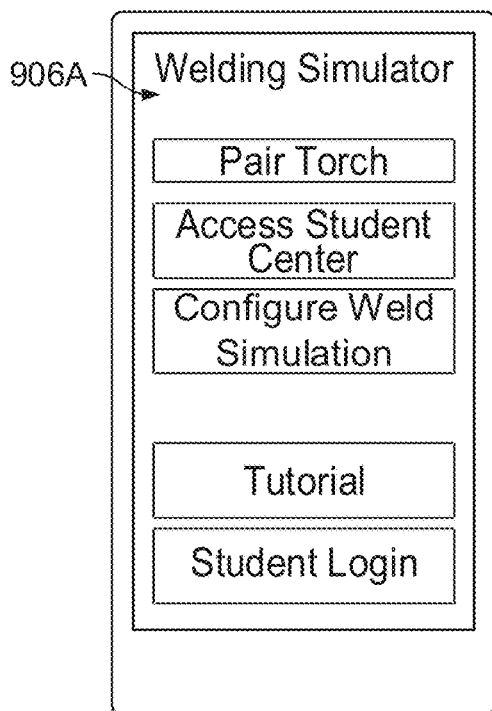 906A
Welding Simulator
Pair Torch
Access Student
Center
Configure Weld
Simulation
Tutorial
Student Login